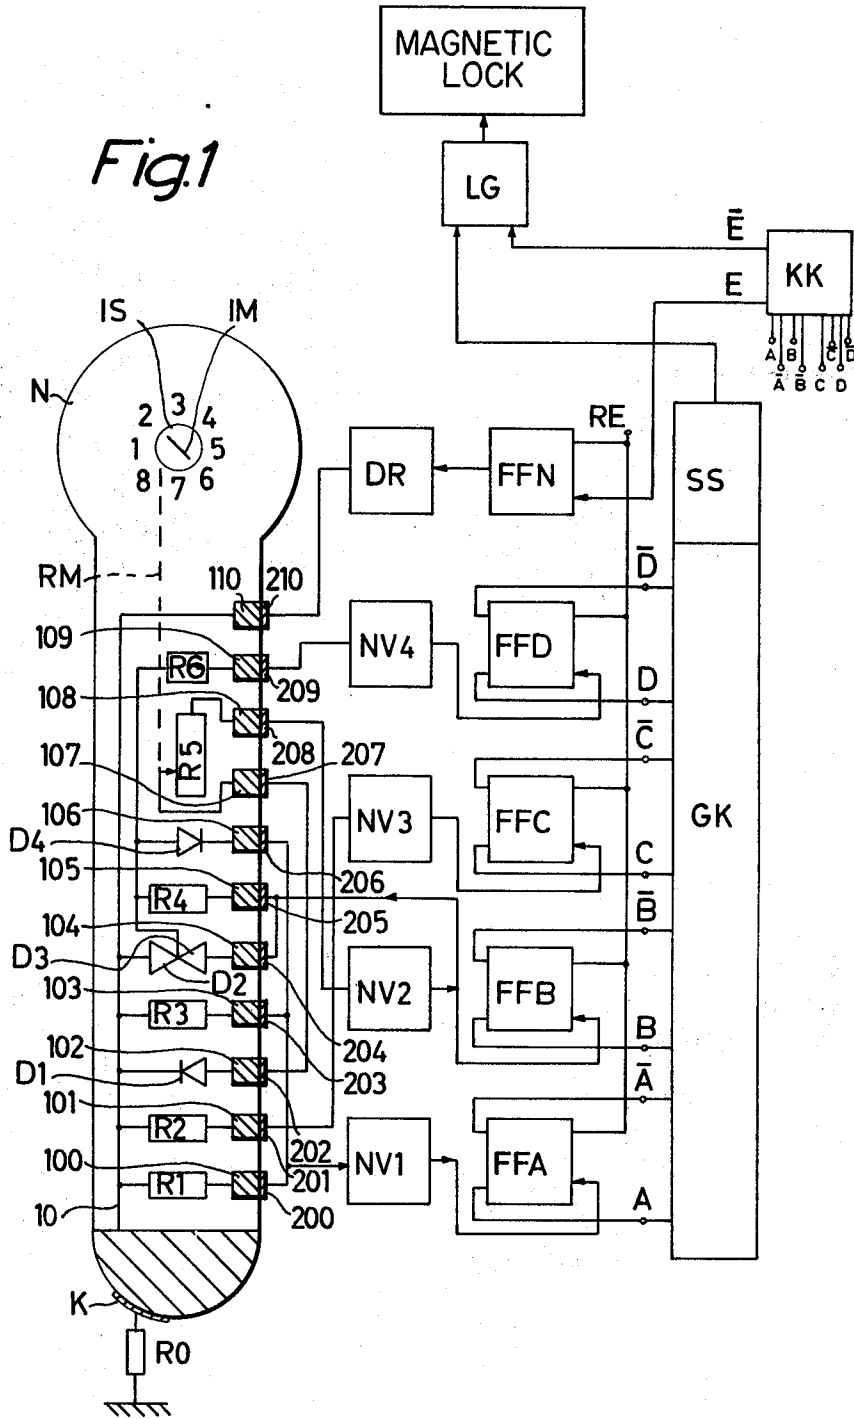 MAGNETIC
LOCK
Fig.1
LG
E̅
KK
E
A
B
C̅
D̅
A̅
B̅
C
D
IS
IM
N
1
2
3
4
5
6
7
8
RE
DR
FFN
SS
RM
110
210
D̅
109
R6
209
NV4
FFD
D
108
R5
208
C̅
107
207
GK
106
D4
206
NV3
FFC
C
105
R4
205
B̅
104
D3
D2
204
NV2
FFB
B
103
R3
203
A̅
102
D1
202
101
R2
201
NV1
FFA
A
100
R1
200
10
K
R0